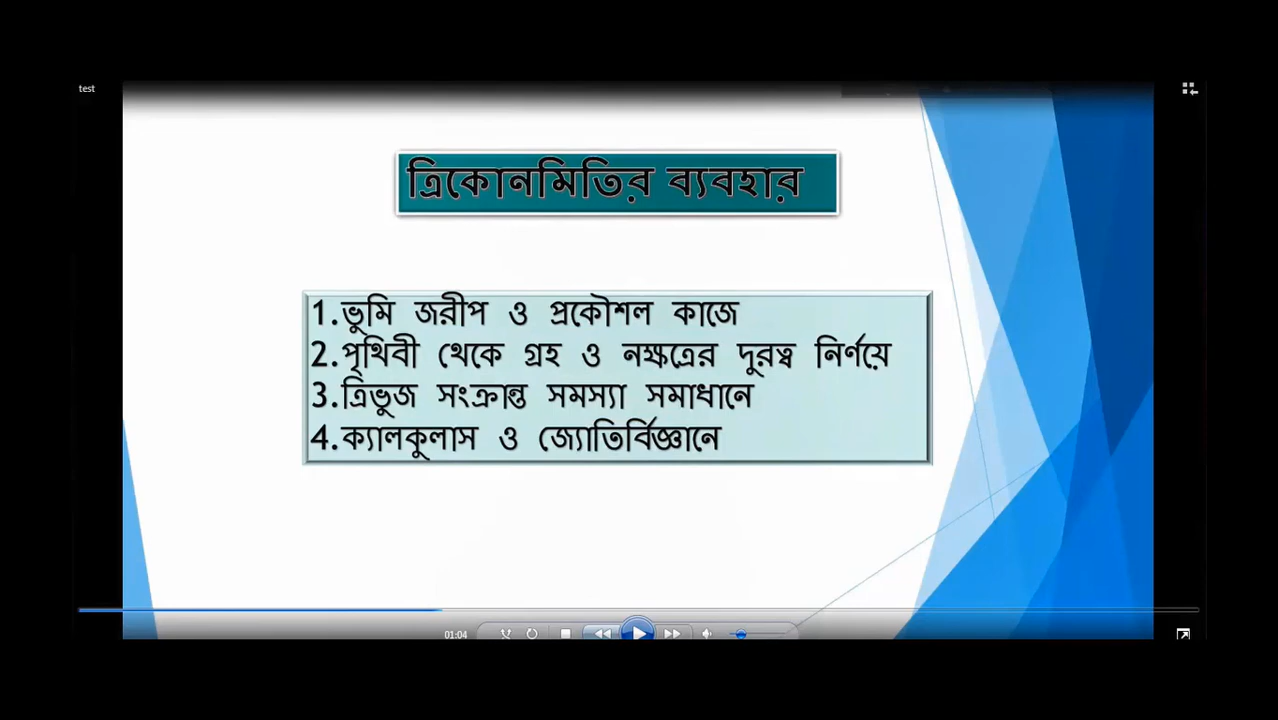 test
ত্রিকোনমিতির ব্যবহার
1.ভুমি জরীপ ও প্রকৌশল কাজে
2.পৃথিবী থেকে গ্রহ ও নক্ষত্রের দুরত্ব নির্ণয়ে
3.ত্রিভুজ সংক্রান্ত সমস্যা সমাধানে
4.ক্যালকুলাস ও জ্যোতির্বিজ্ঞানে
01:04